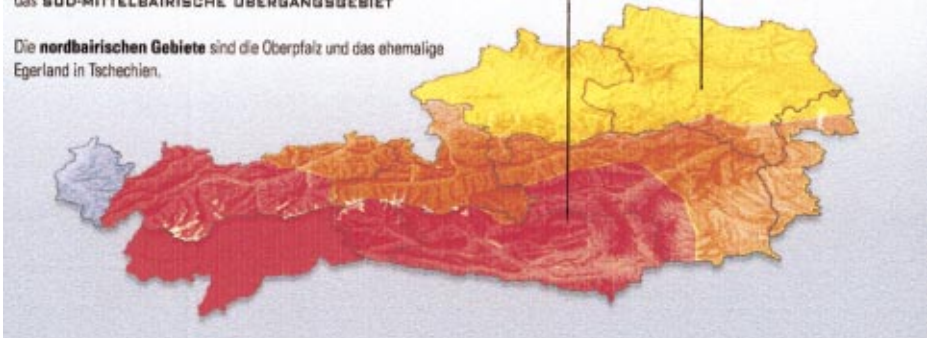 das SÜD-MITTELBAIRISCHE ÜBERGANGSGEBIET
Die nordbairischen Gebiete sind die Oberpfalz und das ehemalige
Egerland in Tschechien.